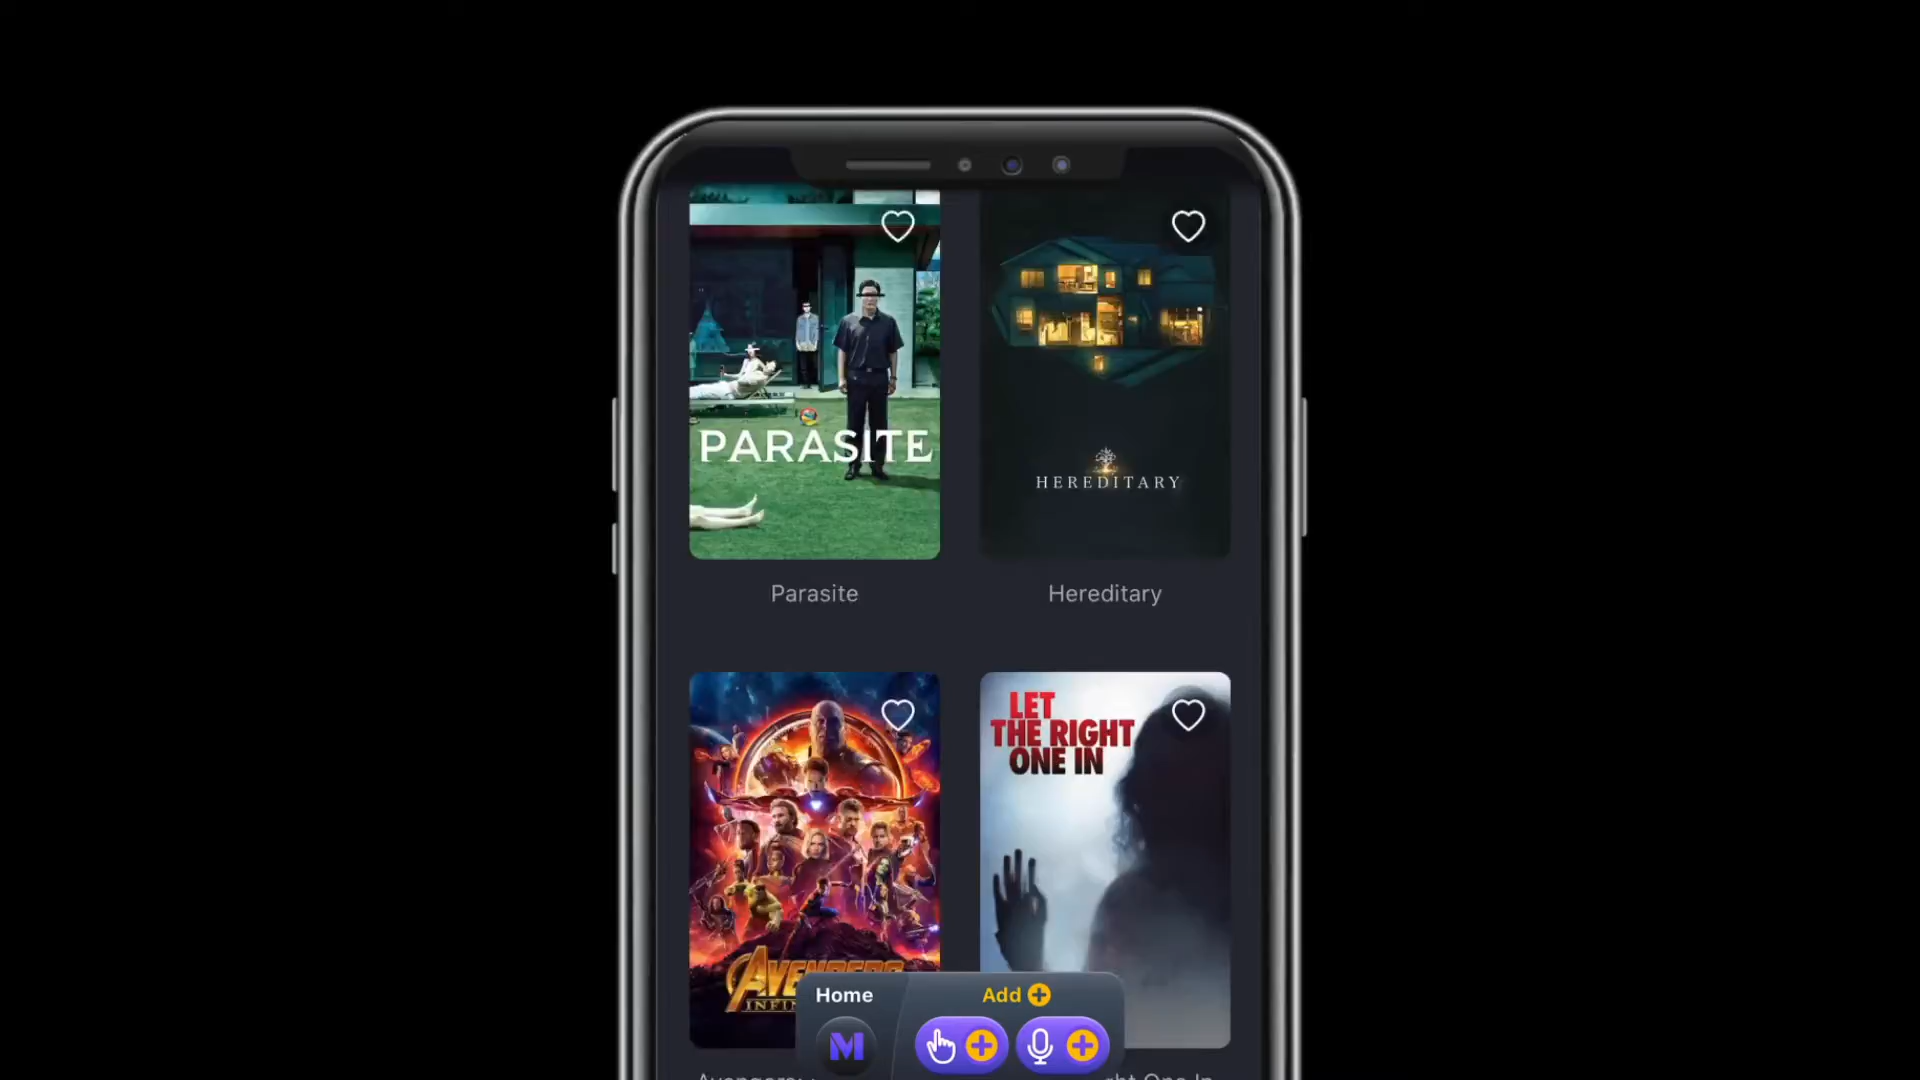 PARASITE
HEREDITARY
Parasite
Hereditary
LET
THE RIGHT
ONE IN
Home
Add
M